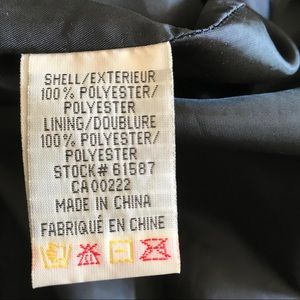 SHELL/EXTERIEUR
100% POLYESTER/
POLYESTER
LINING/DOUBLURE
100% POLYESTER/
POLYESTER
STOCK# 61587
CA00222
MADE IN CHINA
FABRIQUÉ EN CHINE